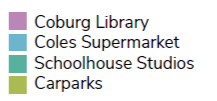 Coburg Library
Coles Supermarket
Schoolhouse Studios
Carparks